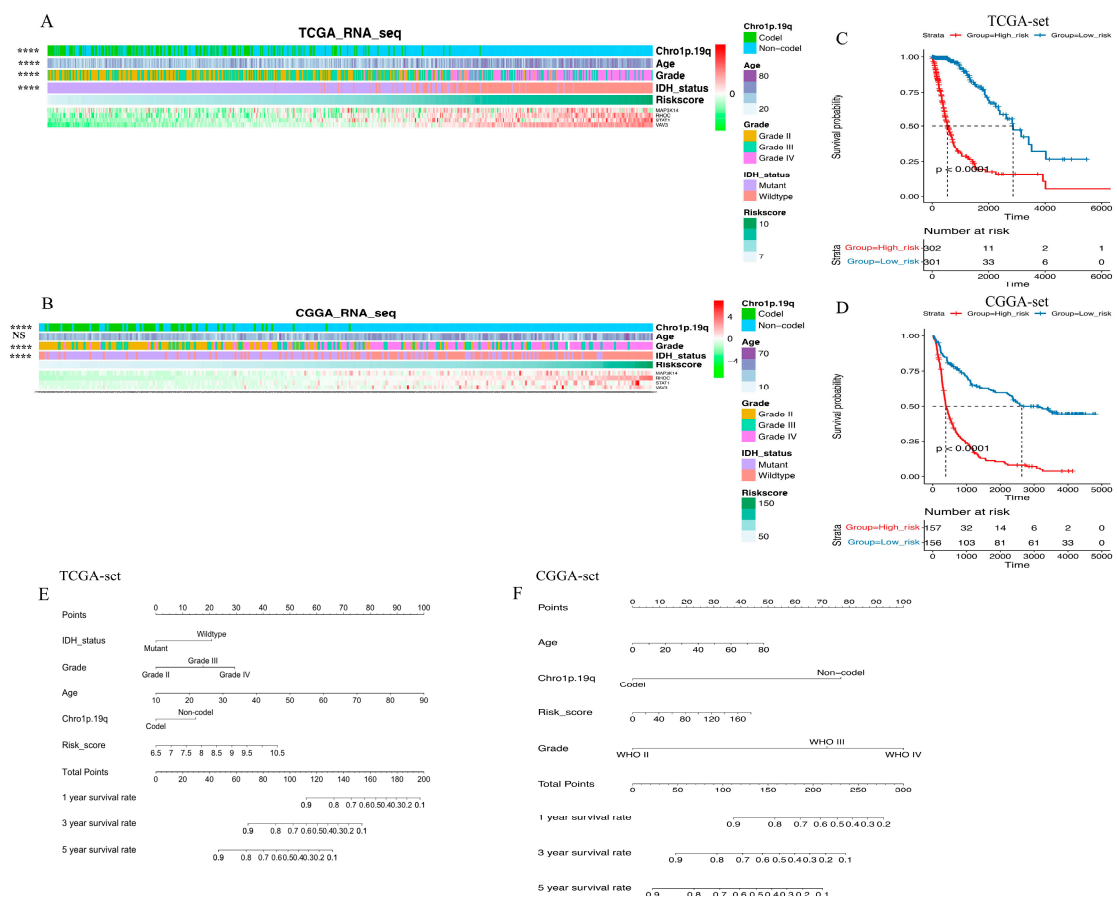 A
TCGA_RNA_seq
****
Chro1p.19q
****
Age
****
Grade
****
IDH_status
Riskscore
MAP3K14
RHOC
STAT1
VAV3
0
Chro1p.19q
Codel
Non-codel
Age
80
20
Grade
Grade II
Grade III
Grade IV
IDH_status
Mutant
Wildtype
Riskscore
10
7
C
TCGA-set
Strata Group=High_risk Group=Low_risk
Survival probability
1.00
0.75
0.50
0.25
0.00
p < 0.0001
0 2000 4000 6000
Time
Number at risk
Strata
Group=High_risk 302 11 2 1
Group=Low_risk 301 33 6 0
0 2000 4000 6000
Time
B
CGGA_RNA_seq
****
Chro1p.19q
NS
Age
****
Grade
****
IDH_status
Riskscore
MAP3K14
RHOC
STAT1
VAV3
4
0
−4
Chro1p.19q
Codel
Non-codel
Age
70
10
Grade
Grade II
Grade III
Grade IV
IDH_status
Mutant
Wildtype
Riskscore
150
50
D
CGGA-set
Strata Group=High_risk Group=Low_risk
Survival probability
1.00
0.75
0.50
0.25
0.00
p < 0.0001
0 1000 2000 3000 4000 5000
Time
Number at risk
Strata
Group=High_risk 157 32 14 6 2 0
Group=Low_risk 156 103 81 61 33 0
0 1000 2000 3000 4000 5000
Time
TCGA-set
E
Points
0 10 20 30 40 50 60 70 80 90 100
IDH_status
Wildtype
Mutant
Grade
Grade III
Grade II Grade IV
Age
10 20 30 40 50 60 70 80 90
Chro1p.19q
Non-codel
Codel
Risk_score
6.5 7 7.5 8 8.5 9 9.5 10.5
Total Points
0 20 40 60 80 100 120 140 160 180 200
1 year survival rate
0.9 0.8 0.7 0.6 0.5 0.4 0.3 0.2 0.1
3 year survival rate
0.9 0.8 0.7 0.6 0.5 0.4 0.3 0.2 0.1
5 year survival rate
0.9 0.8 0.7 0.6 0.5 0.4 0.3 0.2 0.1
CGGA-set
F
Points
0 10 20 30 40 50 60 70 80 90 100
Age
0 20 40 60 80
Chro1p.19q
Non-codel
Codel
Risk_score
0 20 40 60 80 100 120 140 160 180
Grade
WHO III
WHO II WHO IV
Total Points
0 50 100 150 200 250 300
1 year survival rate
0.9 0.8 0.7 0.6 0.5 0.4 0.3 0.2
3 year survival rate
0.9 0.8 0.7 0.6 0.5 0.4 0.3 0.2 0.1
5 year survival rate
0.9 0.8 0.7 0.6 0.5 0.4 0.3 0.2 0.1